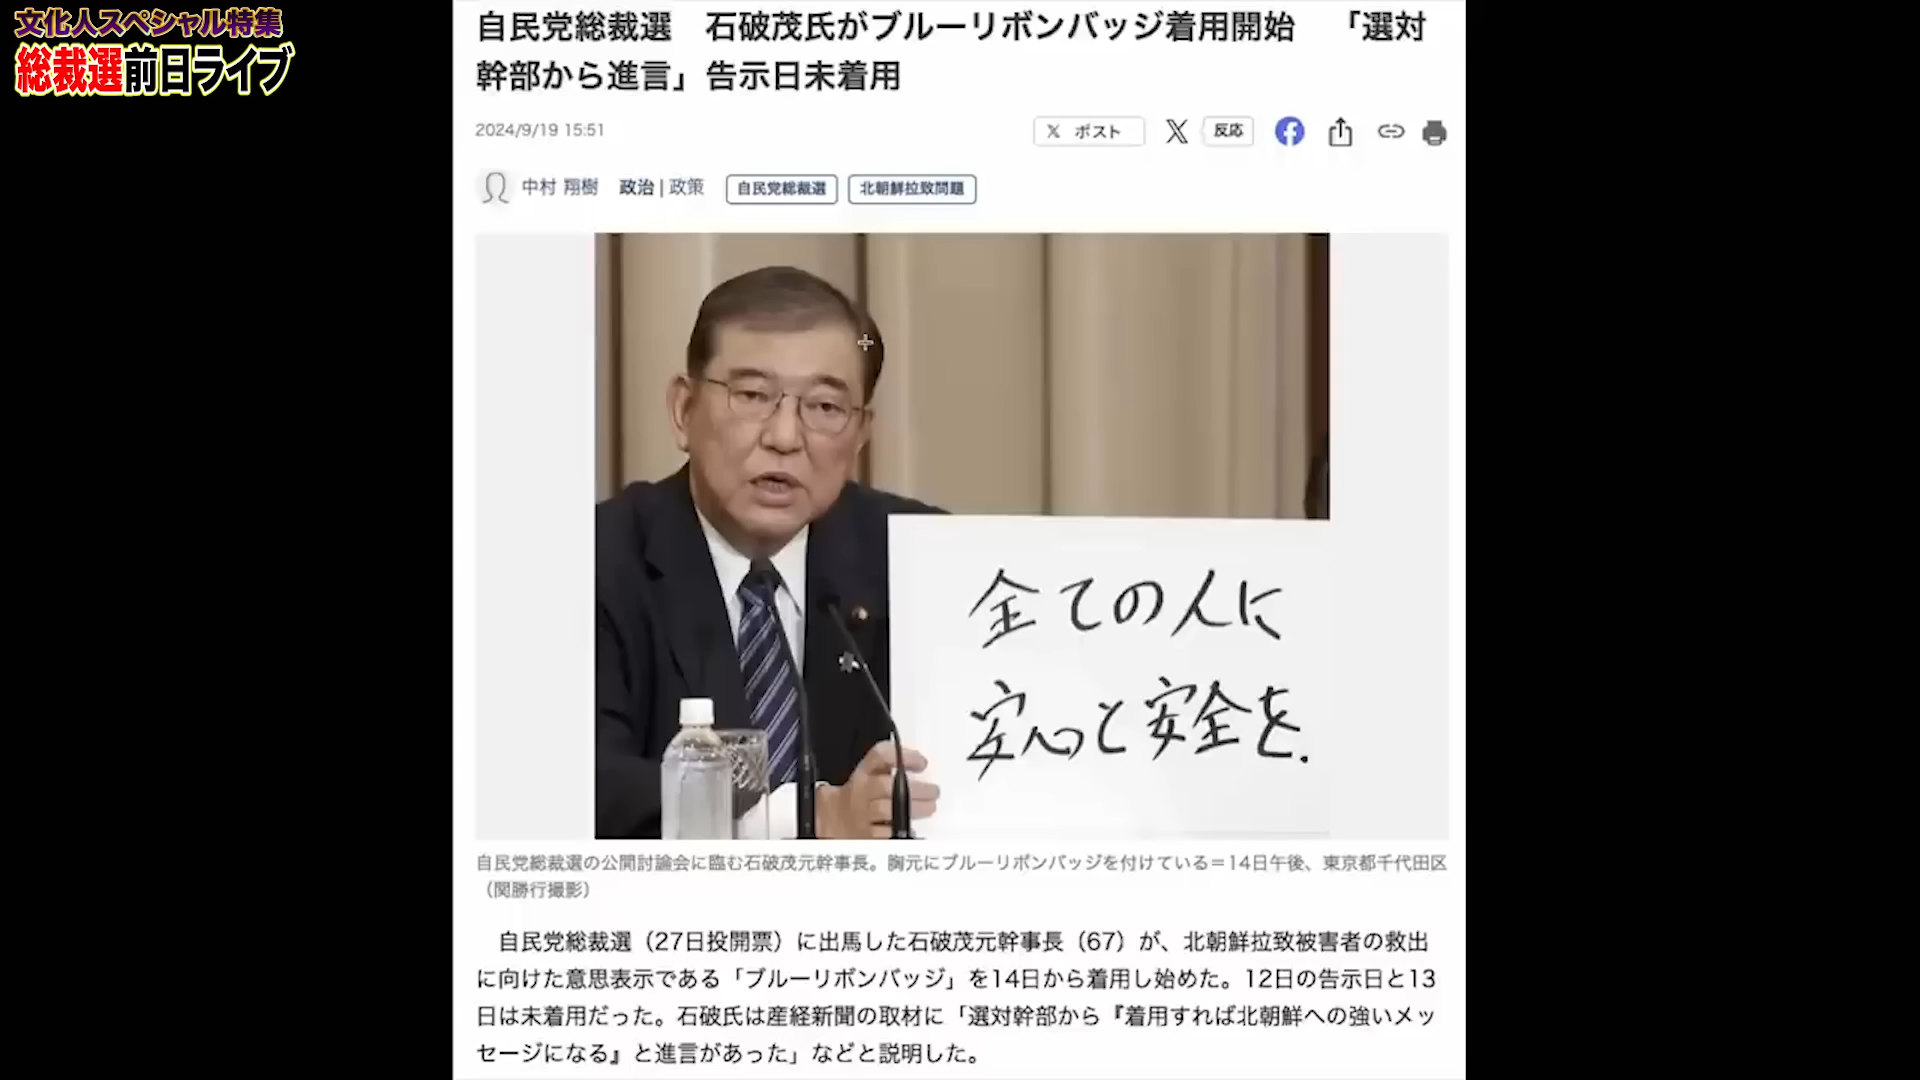 文化人スペシャル特集
総裁選前日ライブ
自民党総裁選　石破茂氏がブルーリボンバッジ着用開始　「選対
幹部から進言」告示日未着用
2024/9/19 15:51
ポスト
反応
中村 翔樹　政治 | 政策　自民党総裁選　北朝鮮拉致問題
全ての人に
安心と安全を.
自民党総裁選の公開討論会に臨む石破茂元幹事長。胸元にブルーリボンバッジを付けている＝14日午後、東京都千代田区
（関勝行撮影）
自民党総裁選（27日投開票）に出馬した石破茂元幹事長（67）が、北朝鮮拉致被害者の救出
に向けた意思表示である「ブルーリボンバッジ」を14日から着用し始めた。12日の告示日と13
日は未着用だった。石破氏は産経新聞の取材に「選対幹部から『着用すれば北朝鮮への強いメッ
セージになる』と進言があった」などと説明した。